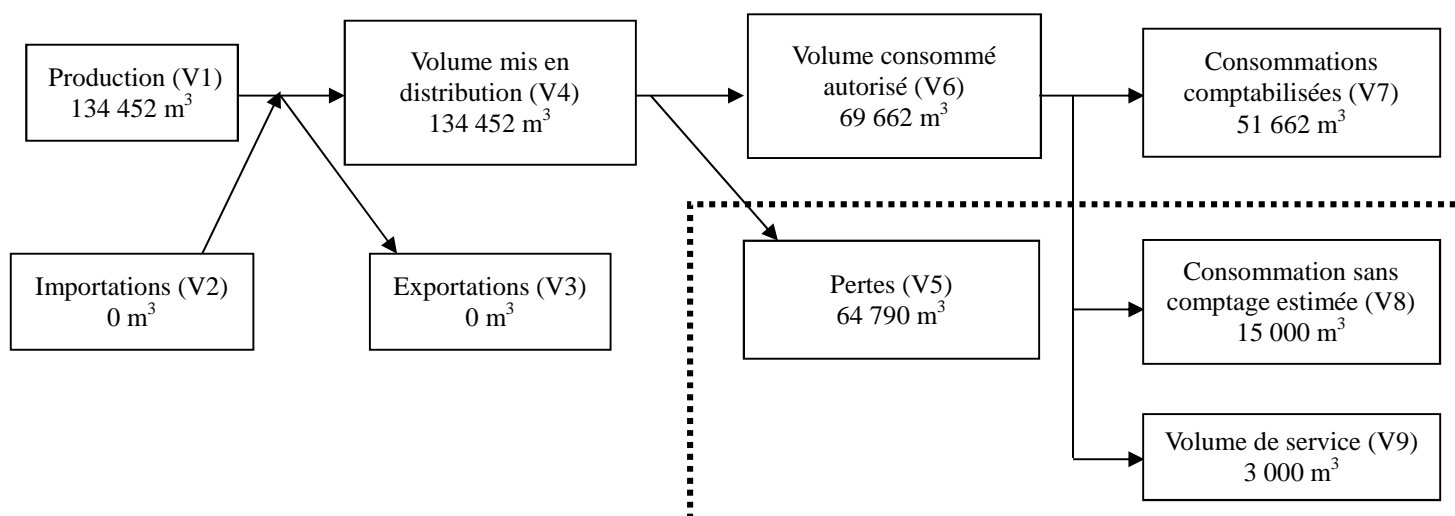 Production (V1)
134 452 m³
Volume mis en
distribution (V4)
134 452 m³
Volume consommé
autorisé (V6)
69 662 m³
Consommations
comptabilisées (V7)
51 662 m³
Importations (V2)
0 m³
Exportations (V3)
0 m³
Pertes (V5)
64 790 m³
Consommation sans
comptage estimée (V8)
15 000 m³
Volume de service (V9)
3 000 m³